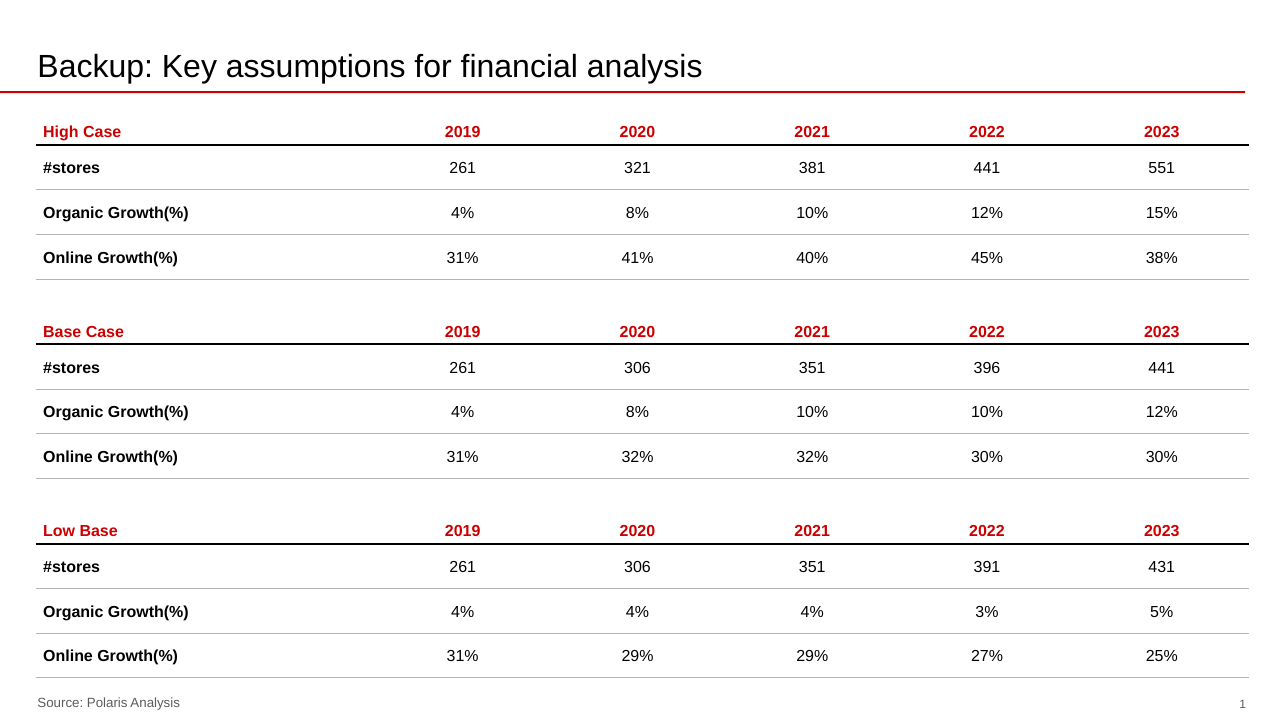 Backup: Key assumptions for financial analysis
High Case 2019 2020 2021 2022 2023
#stores 261 321 381 441 551
Organic Growth(%) 4% 8% 10% 12% 15%
Online Growth(%) 31% 41% 40% 45% 38%
Base Case 2019 2020 2021 2022 2023
#stores 261 306 351 396 441
Organic Growth(%) 4% 8% 10% 10% 12%
Online Growth(%) 31% 32% 32% 30% 30%
Low Base 2019 2020 2021 2022 2023
#stores 261 306 351 391 431
Organic Growth(%) 4% 4% 4% 3% 5%
Online Growth(%) 31% 29% 29% 27% 25%
Source: Polaris Analysis 1